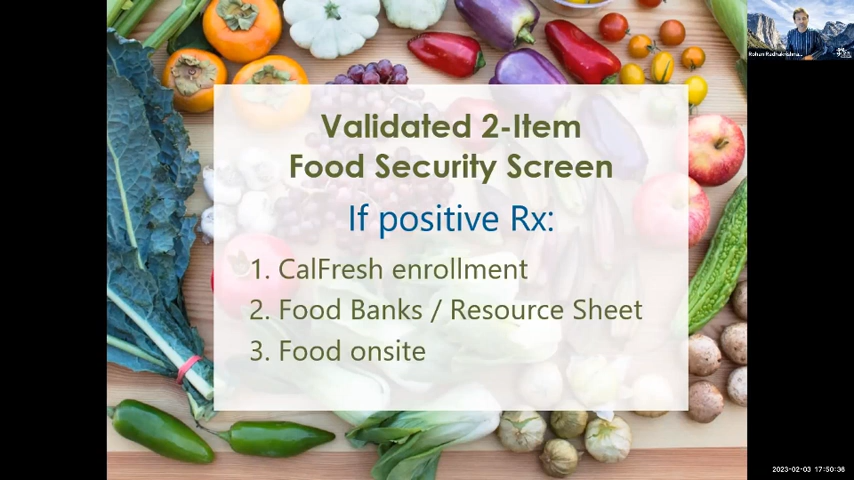 Validated 2-Item
Food Security Screen
If positive Rx:
1. CalFresh enrollment
2. Food Banks / Resource Sheet
3. Food onsite
2023-02-03 17:50:36